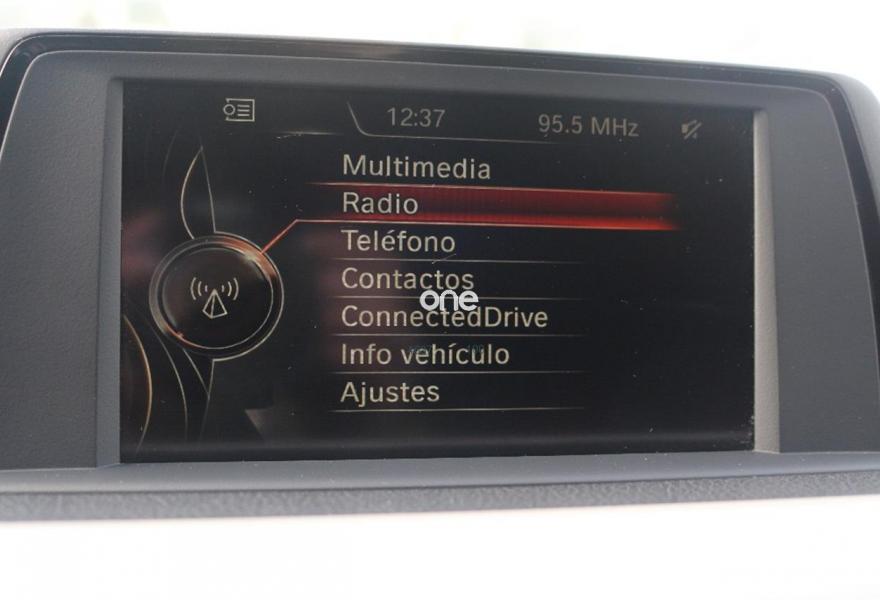 12:37 95.5 MHz
Multimedia
Radio
Teléfono
Contactos
one
ConnectedDrive
Info vehículo
Ajustes